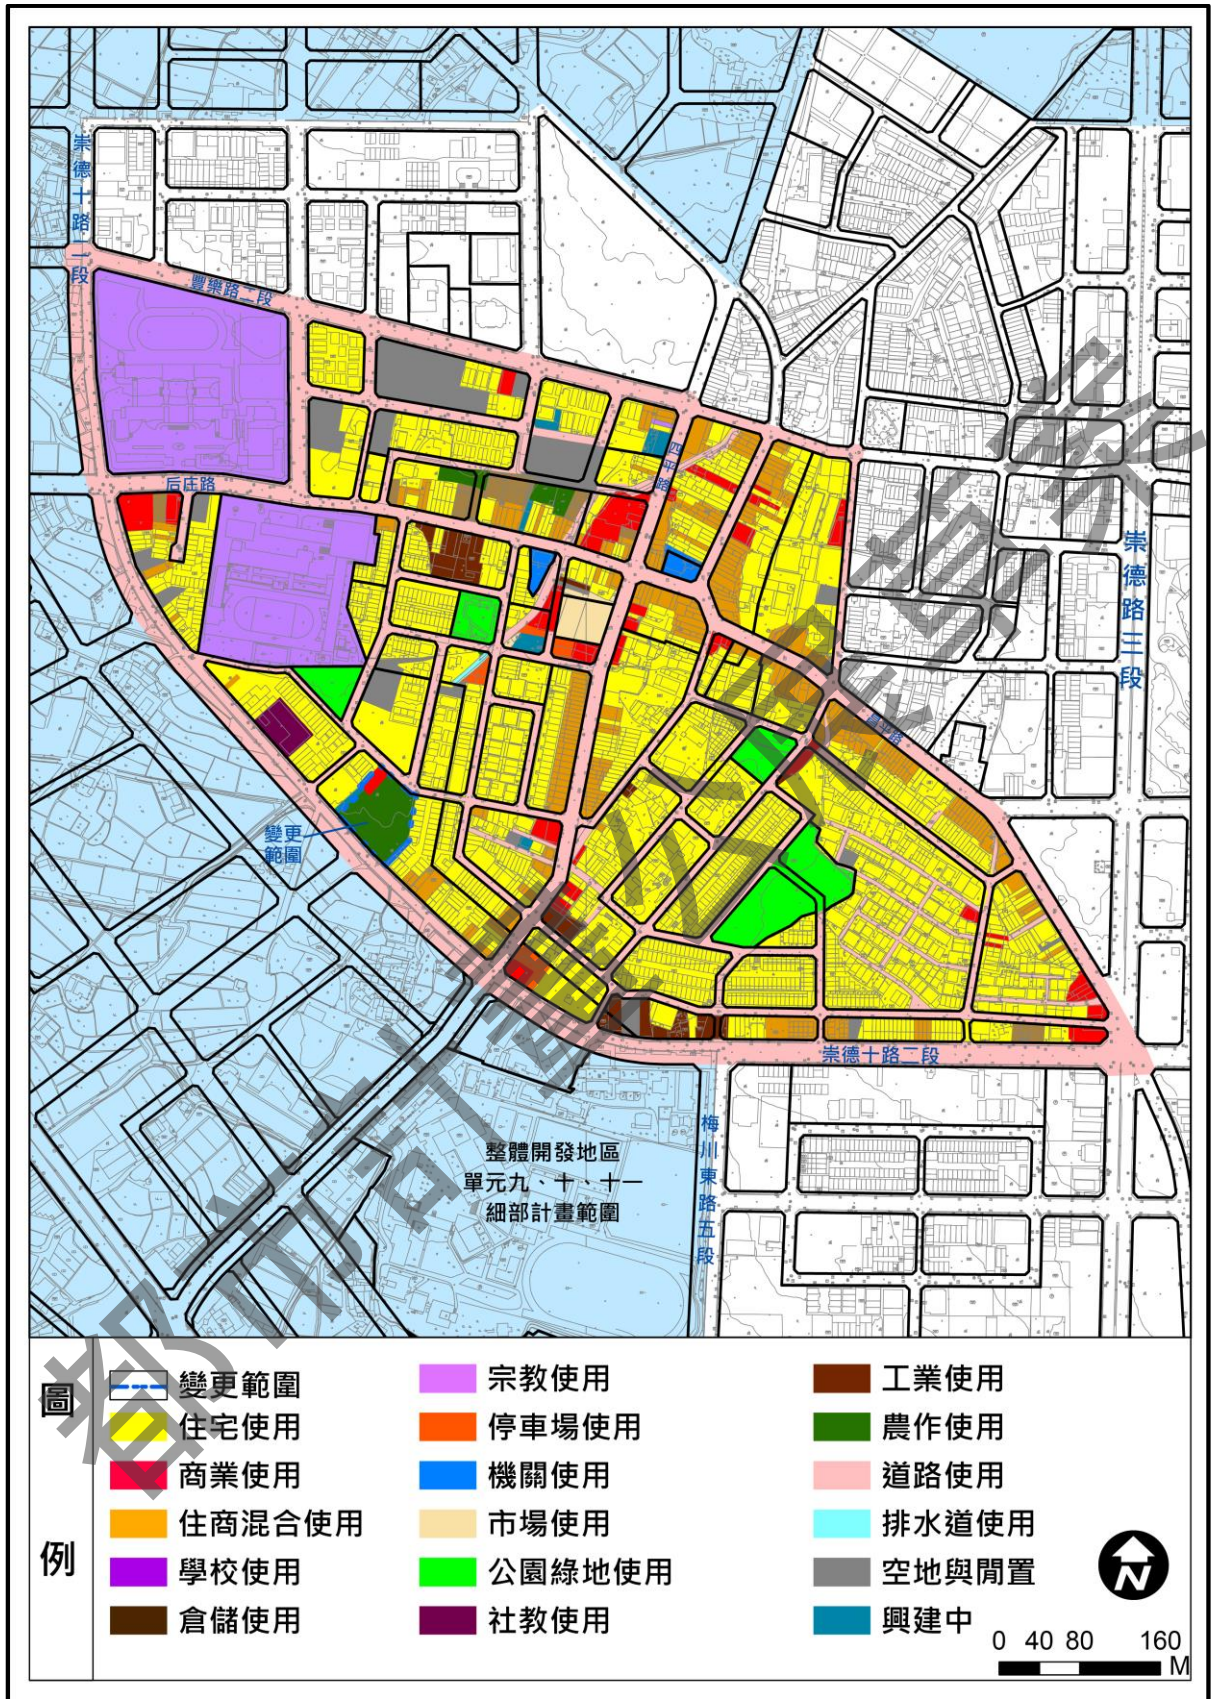 崇德十路二段
豐樂路二段
四平路
后庄路
崇德路三段
昌平路
變更
範圍
崇德十路二段
梅川東路五段
整體開發地區
單元九、十、十一
細部計畫範圍
圖例
變更範圍
住宅使用
商業使用
住商混合使用
學校使用
倉儲使用
宗教使用
停車場使用
機關使用
市場使用
公園綠地使用
社教使用
工業使用
農作使用
道路使用
排水道使用
空地與閒置
興建中
N
0 40 80 160
M